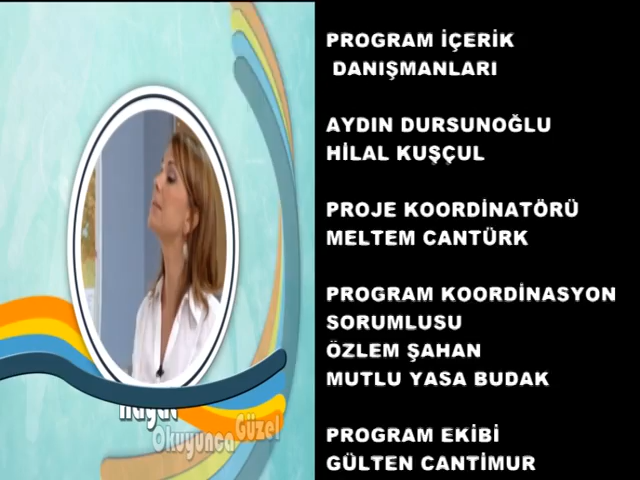 PROGRAM İÇERİK
DANIŞMANLARI
AYDIN DURSUNOĞLU
HİLAL KUŞÇUL
PROJE KOORDİNATÖRÜ
MELTEM CANTÜRK
PROGRAM KOORDİNASYON
SORUMLUSU
ÖZLEM ŞAHAN
MUTLU YASA BUDAK
PROGRAM EKİBİ
GÜLTEN CANTİMUR
Hayat
Okuyunca Güzel